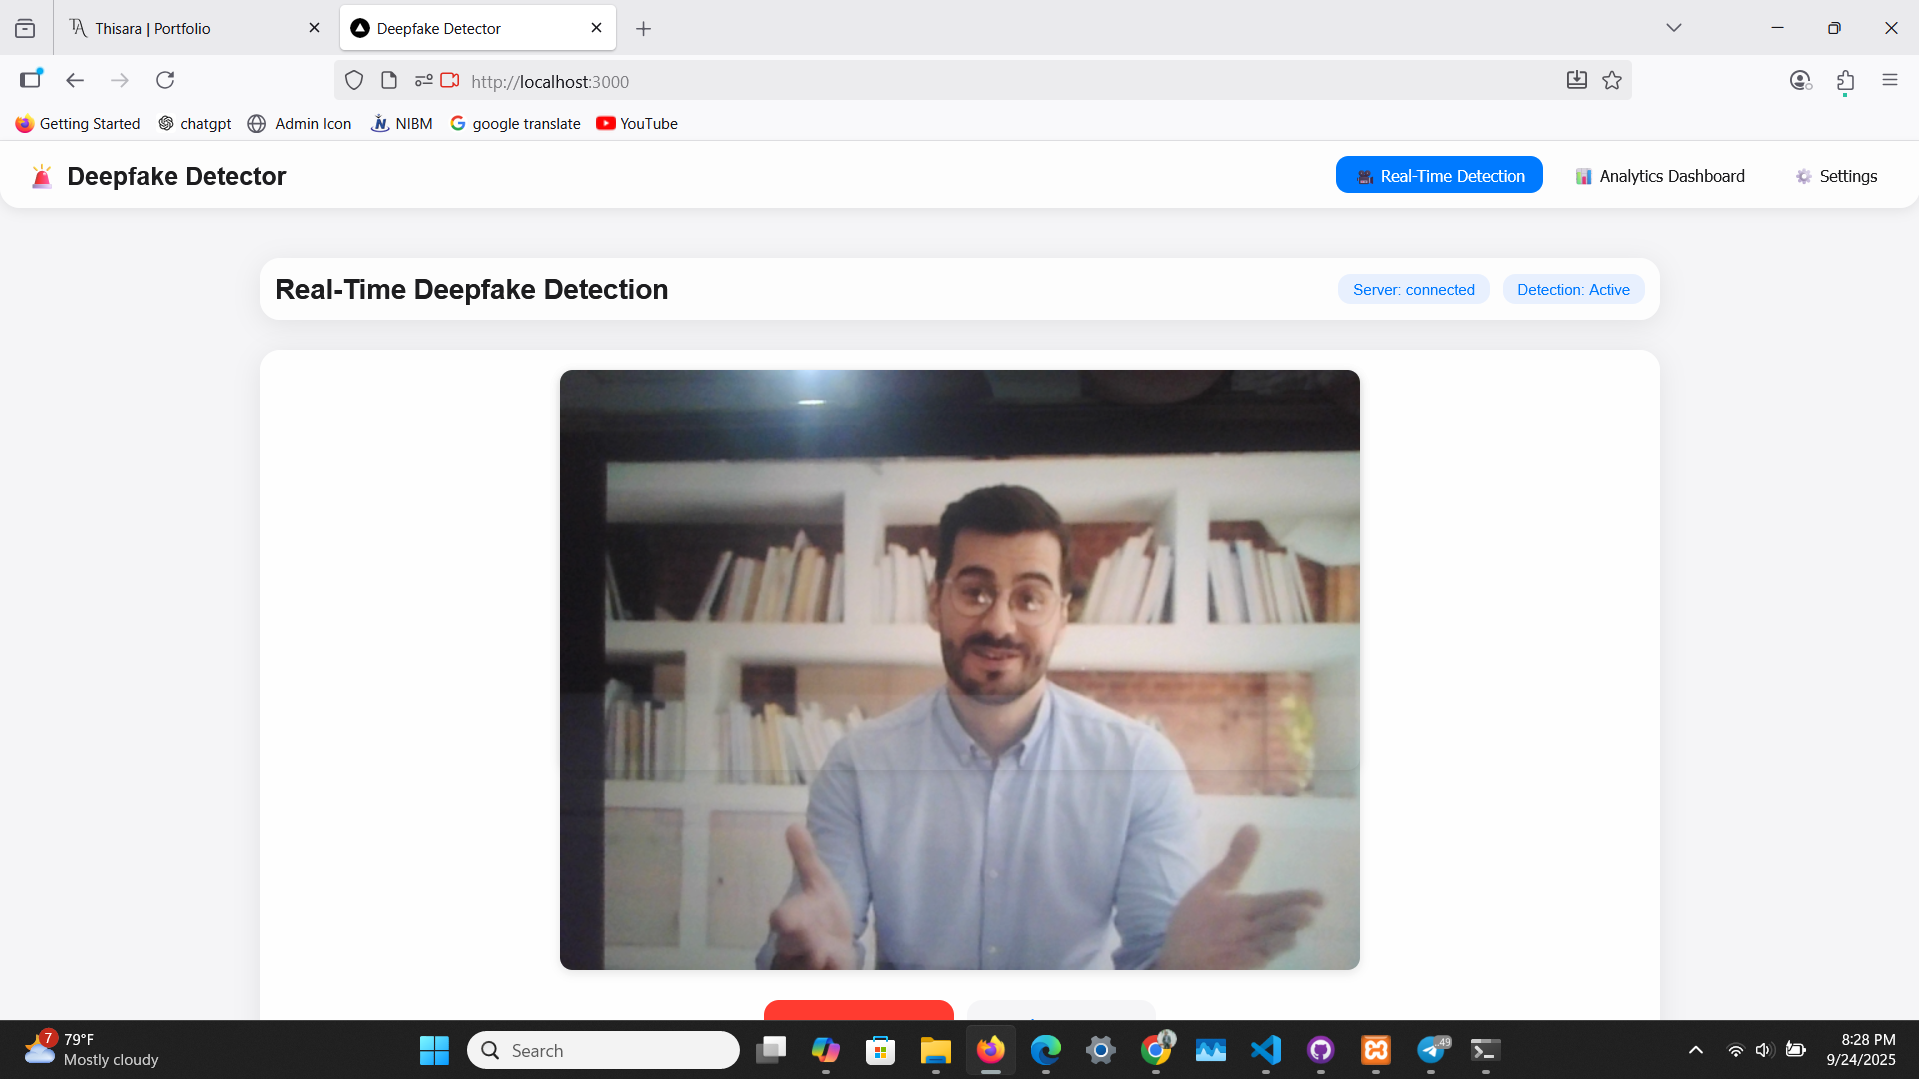 Thisara | Portfolio
Deepfake Detector
http://localhost:3000
Getting Started
chatgpt
Admin Icon
NIBM
google translate
YouTube
Deepfake Detector
Real-Time Detection
Analytics Dashboard
Settings
Real-Time Deepfake Detection
Server: connected
Detection: Active
7
79°F
Mostly cloudy
Search
49
8:28 PM
9/24/2025